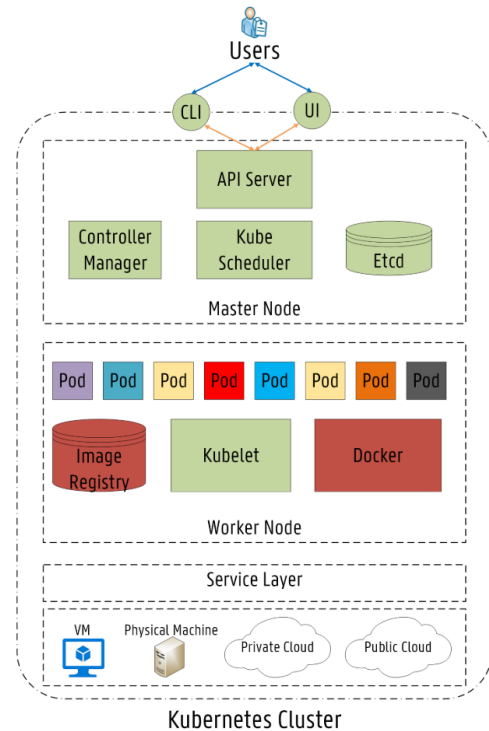 Users
CLI
UI
API Server
Controller
Manager
Kube
Scheduler
Etcd
Master Node
Pod Pod Pod Pod Pod Pod Pod Pod
Image
Registry
Kubelet
Docker
Worker Node
Service Layer
VM
Physical Machine
Private Cloud
Public Cloud
Kubernetes Cluster